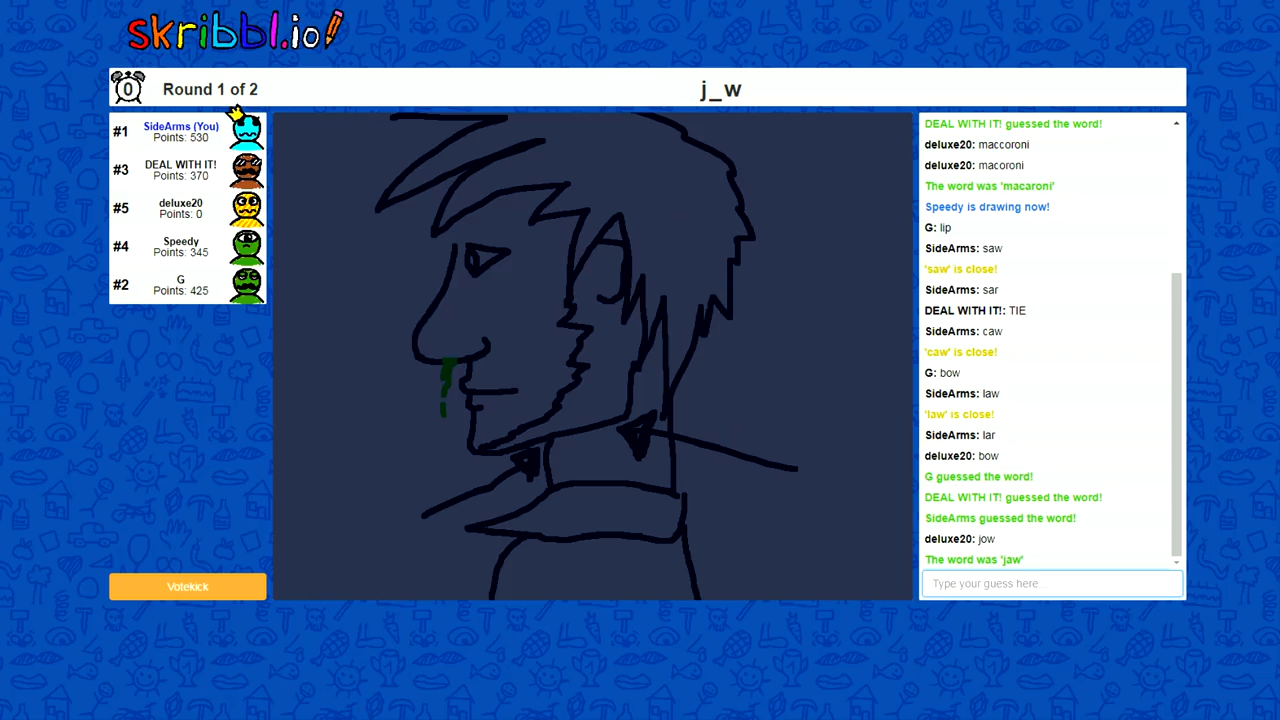 skribbl.io
0
Round 1 of 2
j_w
#1
SideArms (You)
Points: 530
#3
DEAL WITH IT!
Points: 370
#5
deluxe20
Points: 0
#4
Speedy
Points: 345
#2
G
Points: 425
Votekick
DEAL WITH IT! guessed the word!
deluxe20: maccoroni
deluxe20: macoroni
The word was 'macaroni'
Speedy is drawing now!
G: lip
SideArms: saw
'saw' is close!
SideArms: sar
DEAL WITH IT!: TIE
SideArms: caw
'caw' is close!
G: bow
SideArms: law
'law' is close!
SideArms: lar
deluxe20: bow
G guessed the word!
DEAL WITH IT! guessed the word!
SideArms guessed the word!
deluxe20: jow
The word was 'jaw'
Type your guess here...